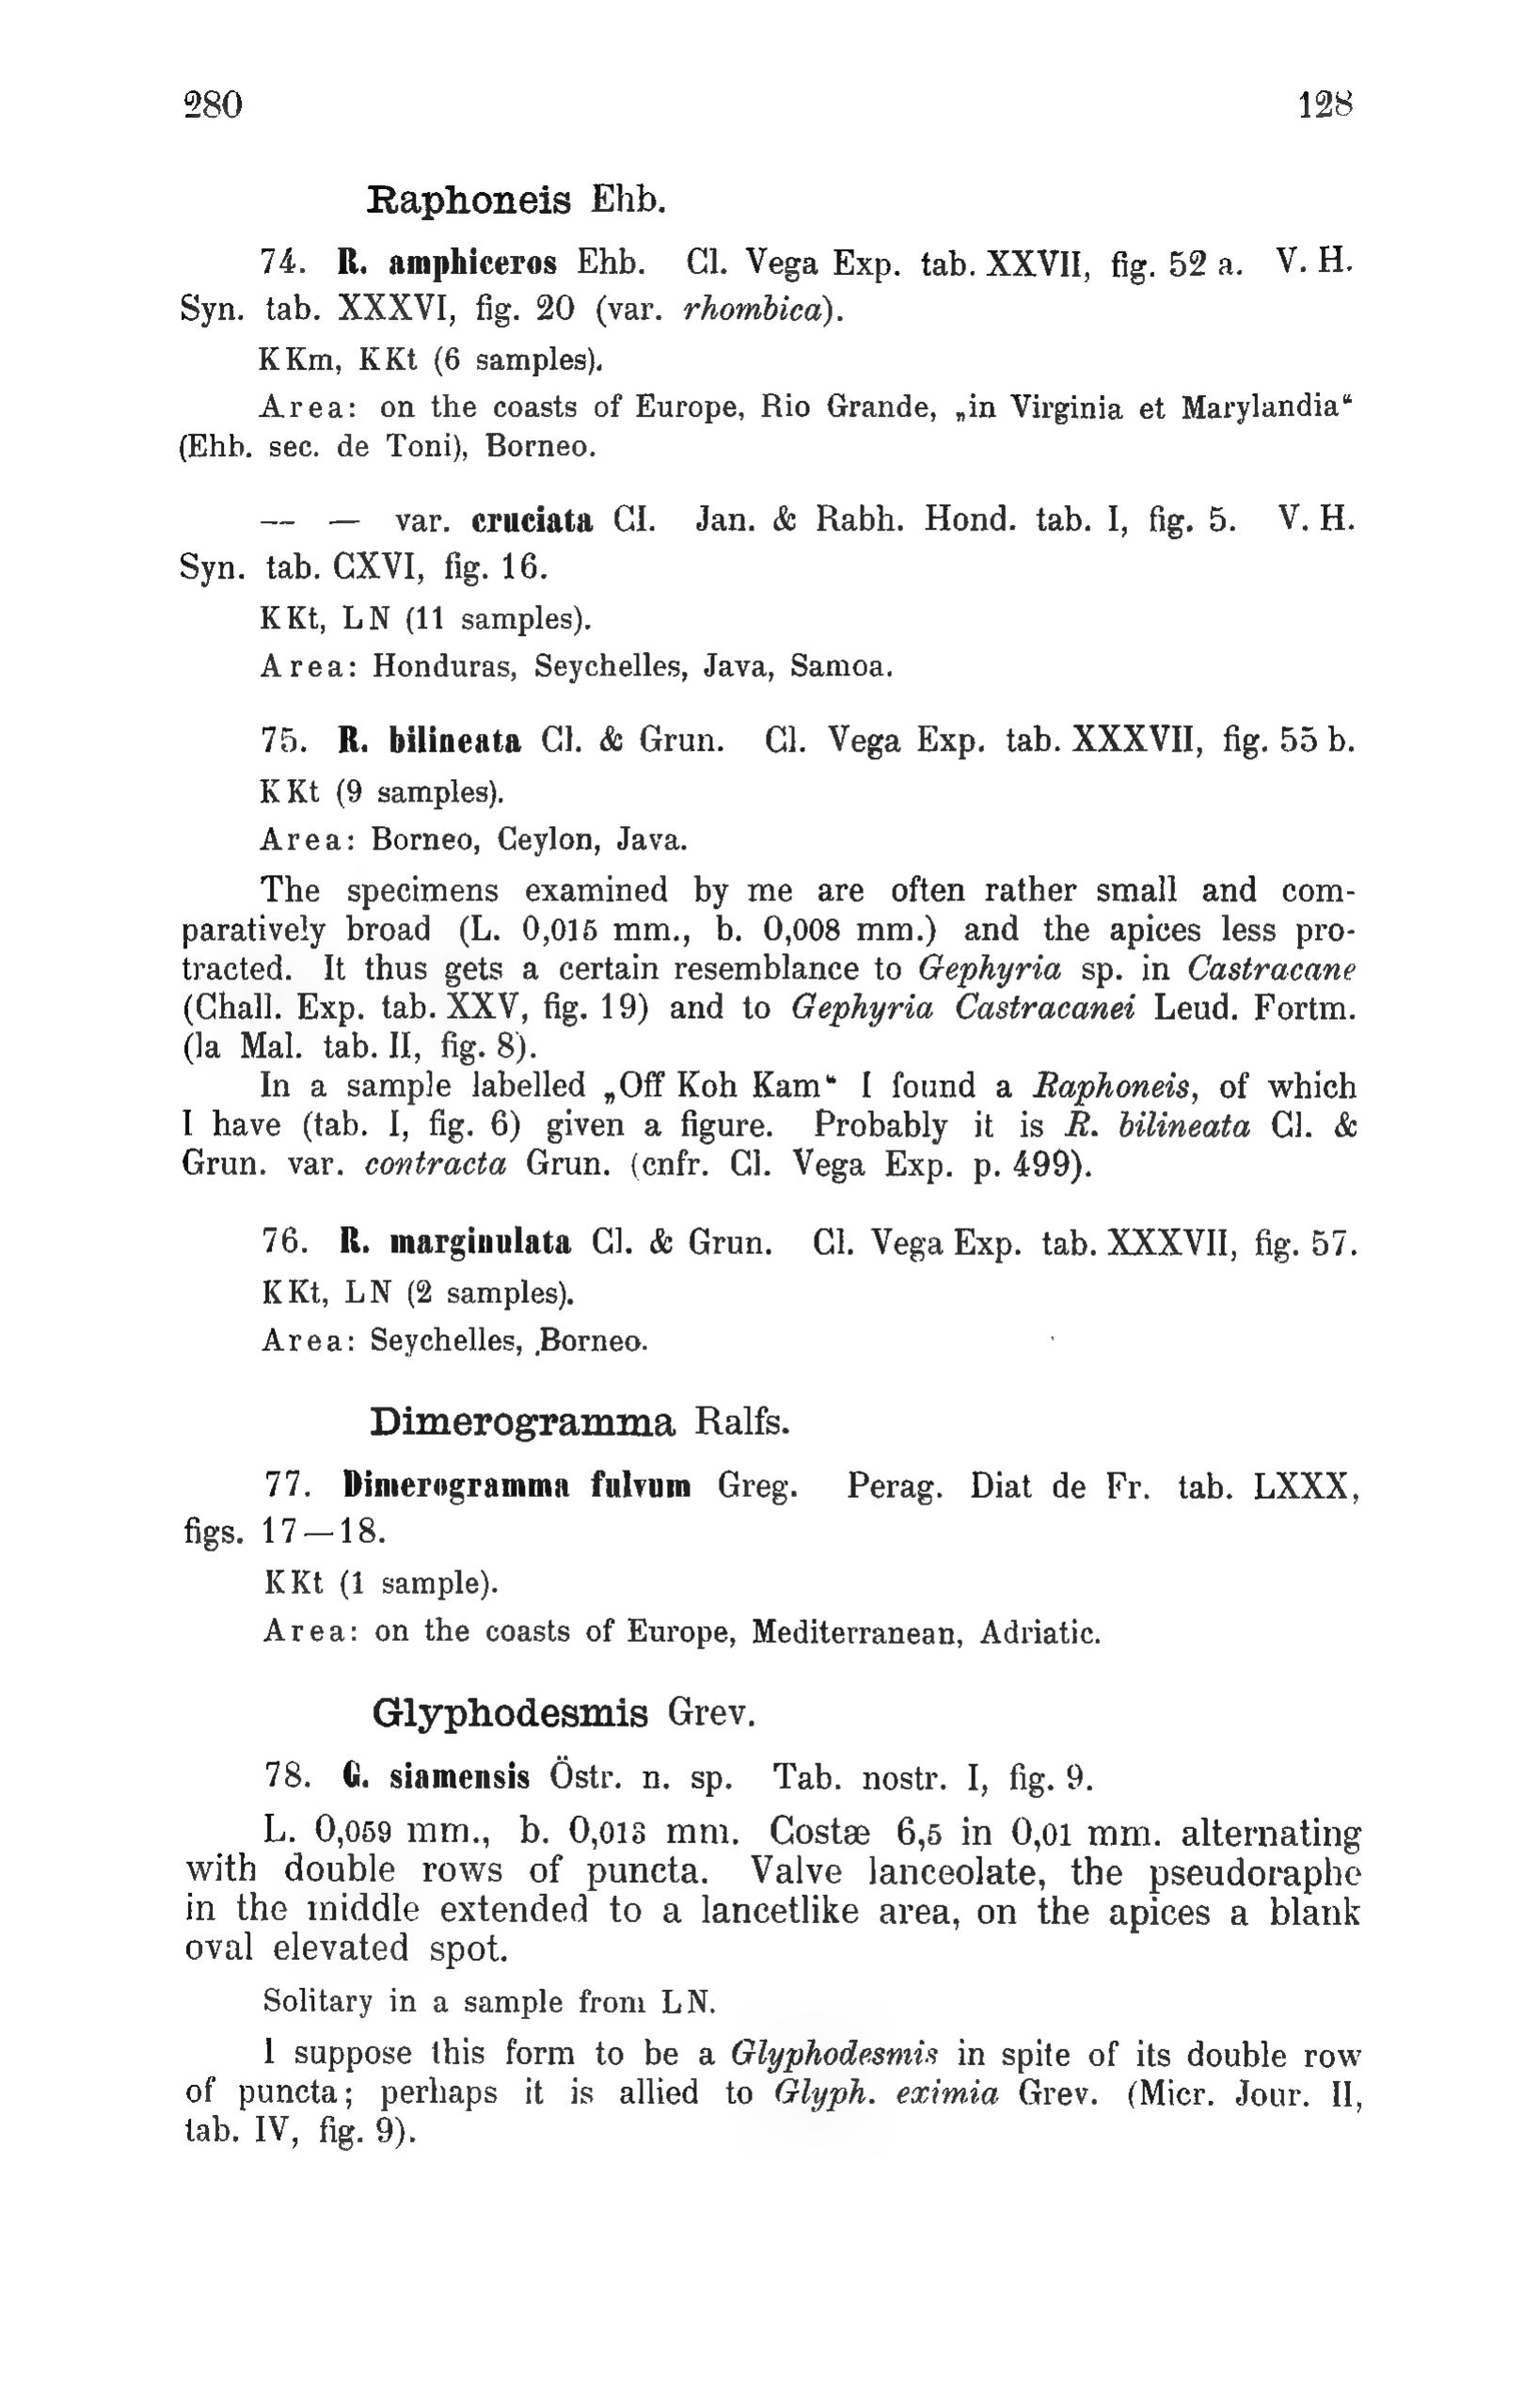 280 128
Raphoneis Ehb.
74. R. amphiceros Ehb. Cl. Vega Exp. tab. XXVII, fig. 52 a. V. H.
Syn. tab. XXXVI, fig. 20 (var. rhombica).
KKm, KKt (6 samples).
Area: on the coasts of Europe, Rio Grande, „in Virginia et Marylandia“
(Ehb. sec. de Toni), Borneo.
— — var. cruciata Cl. Jan. & Rabh. Hond. tab. I, fig. 5. V. H.
Syn. tab. CXVI, fig. 16.
KKt, LN (11 samples).
Area: Honduras, Seychelles, Java, Samoa.
75. R. bilineata Cl. & Grun. Cl. Vega Exp. tab. XXXVII, fig. 55 b.
KKt (9 samples).
Area: Borneo, Ceylon, Java.
The specimens examined by me are often rather small and com-
paratively broad (L. 0,015 mm., b. 0,008 mm.) and the apices less pro-
tracted. It thus gets a certain resemblance to Gephyria sp. in Castracane
(Chall. Exp. tab. XXV, fig. 19) and to Gephyria Castracanei Leud. Fortm.
(la Mal. tab. II, fig. 8).
In a sample labelled „Off Koh Kam“ I found a Raphoneis, of which
I have (tab. I, fig. 6) given a figure. Probably it is R. bilineata Cl. &
Grun. var. contracta Grun. (cnfr. Cl. Vega Exp. p. 499).
76. R. marginulata Cl. & Grun. Cl. Vega Exp. tab. XXXVII, fig. 57.
KKt, LN (2 samples).
Area: Seychelles, Borneo.
Dimerogramma Ralfs.
77. Dimerogramma fulvum Greg. Perag. Diat de Fr. tab. LXXX,
figs. 17—18.
KKt (1 sample).
Area: on the coasts of Europe, Mediterranean, Adriatic.
Glyphodesmis Grev.
78. G. siamensis Östr. n. sp. Tab. nostr. I, fig. 9.
L. 0,059 mm., b. 0,013 mm. Costæ 6,5 in 0,01 mm. alternating
with double rows of puncta. Valve lanceolate, the pseudoraphe
in the middle extended to a lancetlike area, on the apices a blank
oval elevated spot.
Solitary in a sample from LN.
I suppose this form to be a Glyphodesmis in spite of its double row
of puncta; perhaps it is allied to Glyph. eximia Grev. (Micr. Jour. II,
tab. IV, fig. 9).